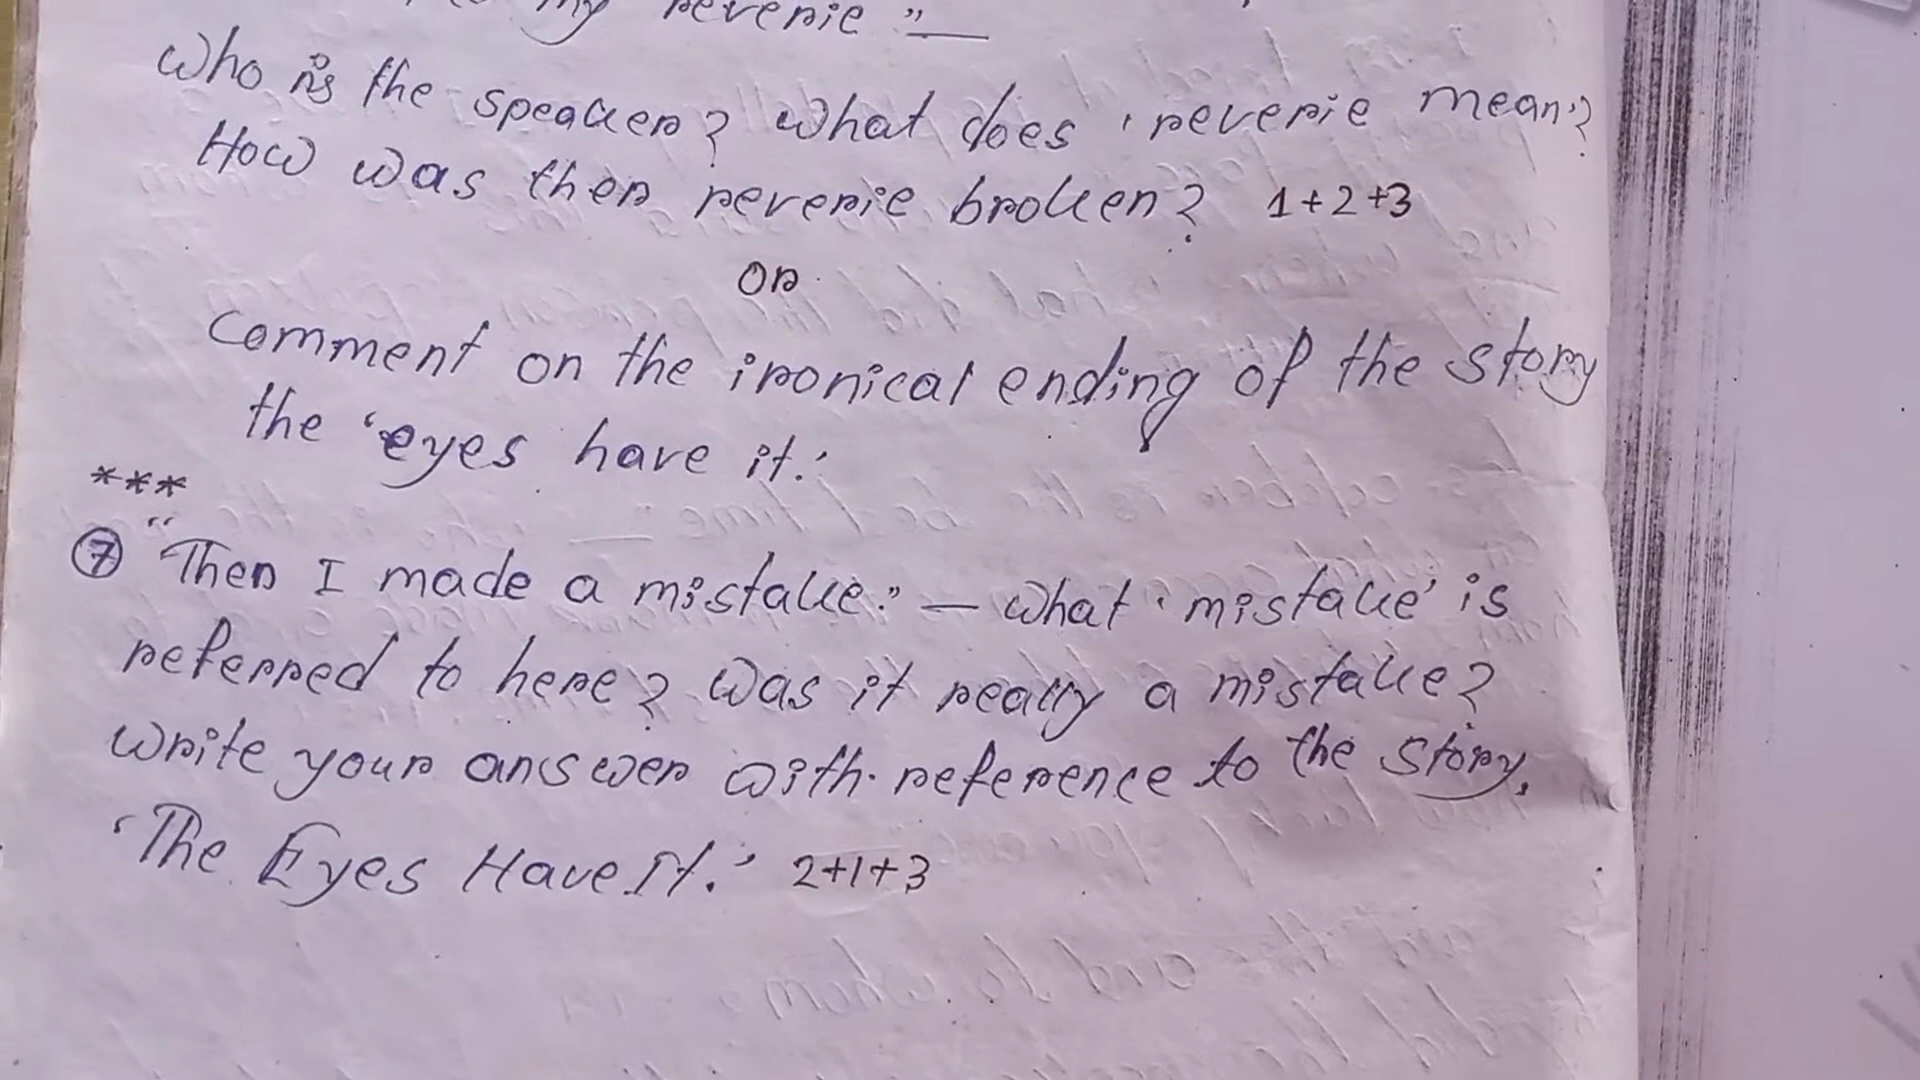 my reverie"—
Who is the speaker? What does 'reverie mean'?
How was ther reverie broken? 1+2+3
OR
Comment on the ironical ending of the story
the 'eyes have it.'
***
⑦ "Then I made a mistake." — What 'mistake' is
referred to here? Was it really a mistake?
Write your answer with reference to the story.
'The Eyes Have It.' 2+1+3